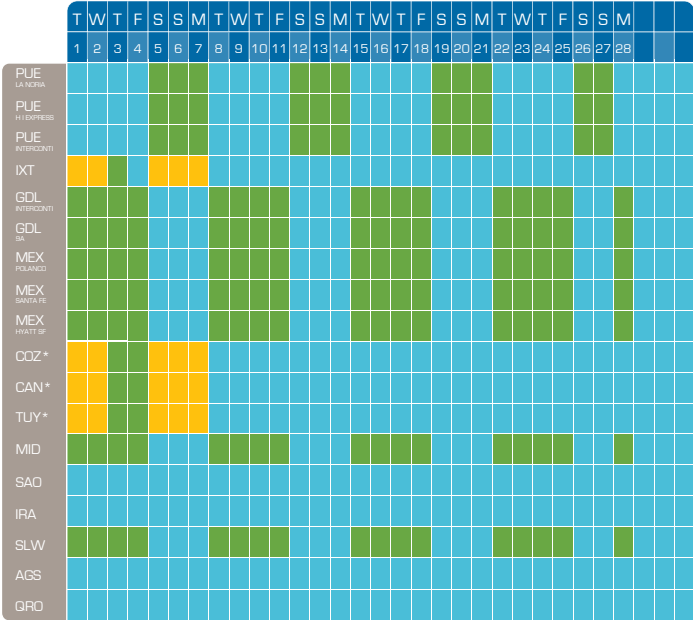 T W T F S S M T W T F S S M T W T F S S M T W T F S S M
1 2 3 4 5 6 7 8 9 10 11 12 13 14 15 16 17 18 19 20 21 22 23 24 25 26 27 28
PUE
LA NORIA
PUE
H I EXPRESS
PUE
INTERCONTI
IXT
GDL
INTERCONTI
GDL
9A
MEX
POLANCO
MEX
SANTA FE
MEX
HYATT SF
COZ*
CAN*
TUY*
MID
SAO
IRA
SLW
AGS
QRO